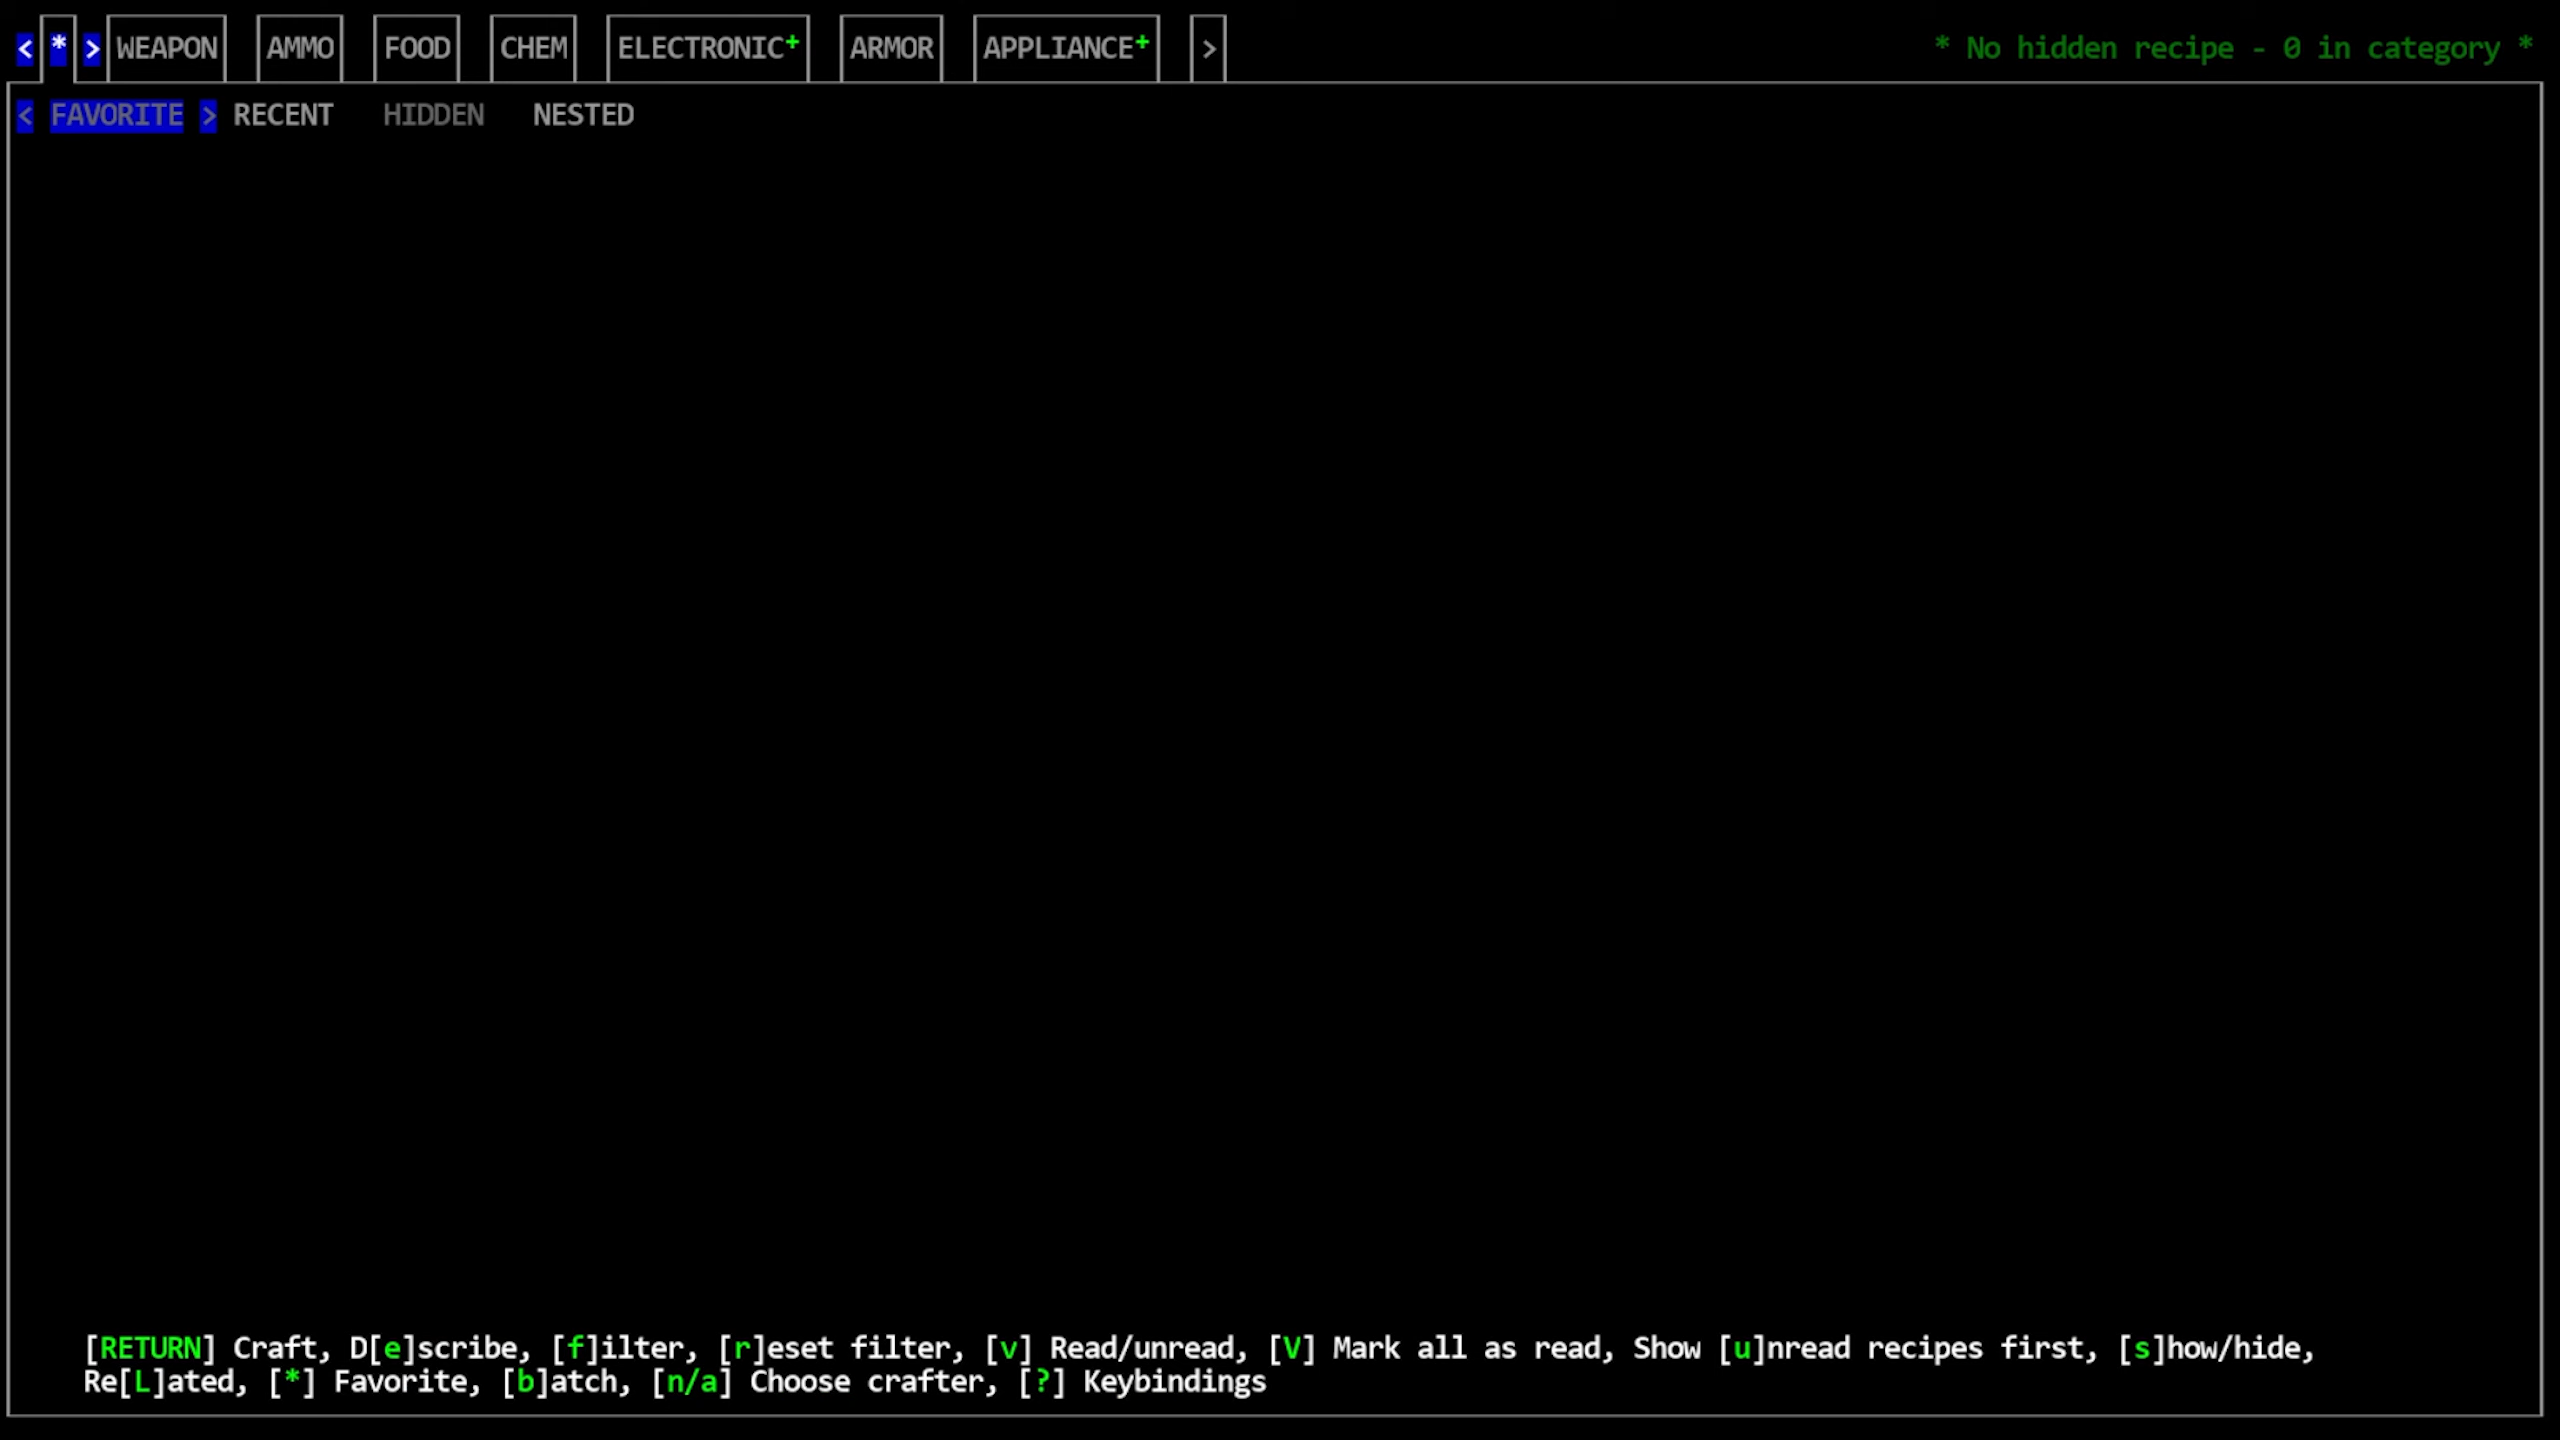 < * > WEAPON AMMO FOOD CHEM ELECTRONIC+ ARMOR APPLIANCE+ > * No hidden recipe - 0 in category *
< FAVORITE > RECENT HIDDEN NESTED
[RETURN] Craft, D[e]scribe, [f]ilter, [r]eset filter, [v] Read/unread, [V] Mark all as read, Show [u]nread recipes first, [s]how/hide,
Re[L]ated, [*] Favorite, [b]atch, [n/a] Choose crafter, [?] Keybindings